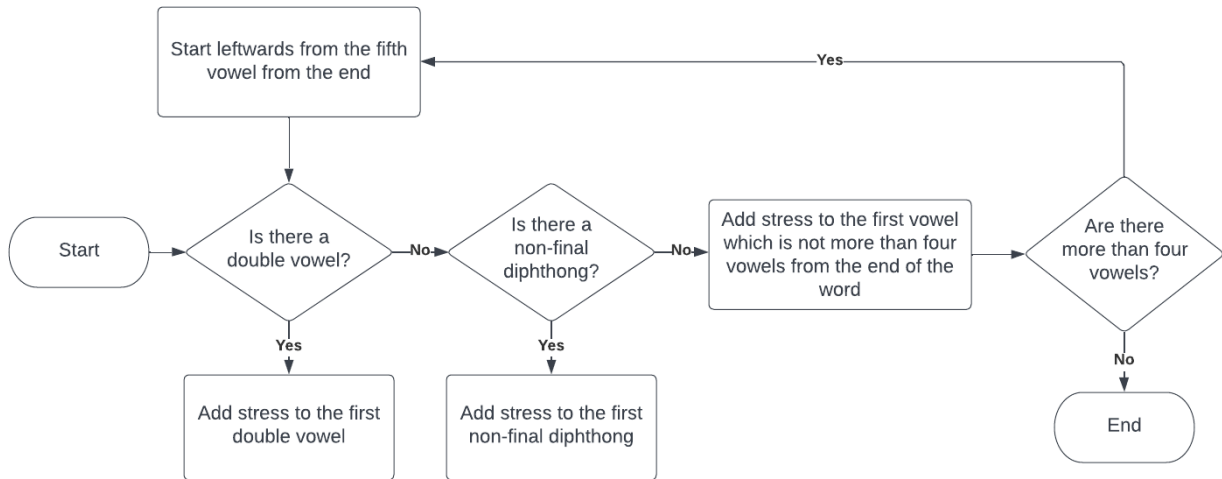 Start leftwards from the fifth
vowel from the end
Yes
Start
Is there a
double vowel?
No
Is there a
non-final
diphthong?
No
Add stress to the first vowel
which is not more than four
vowels from the end of the
word
Are there
more than four
vowels?
Yes
Yes
No
Add stress to the first
double vowel
Add stress to the first
non-final diphthong
End